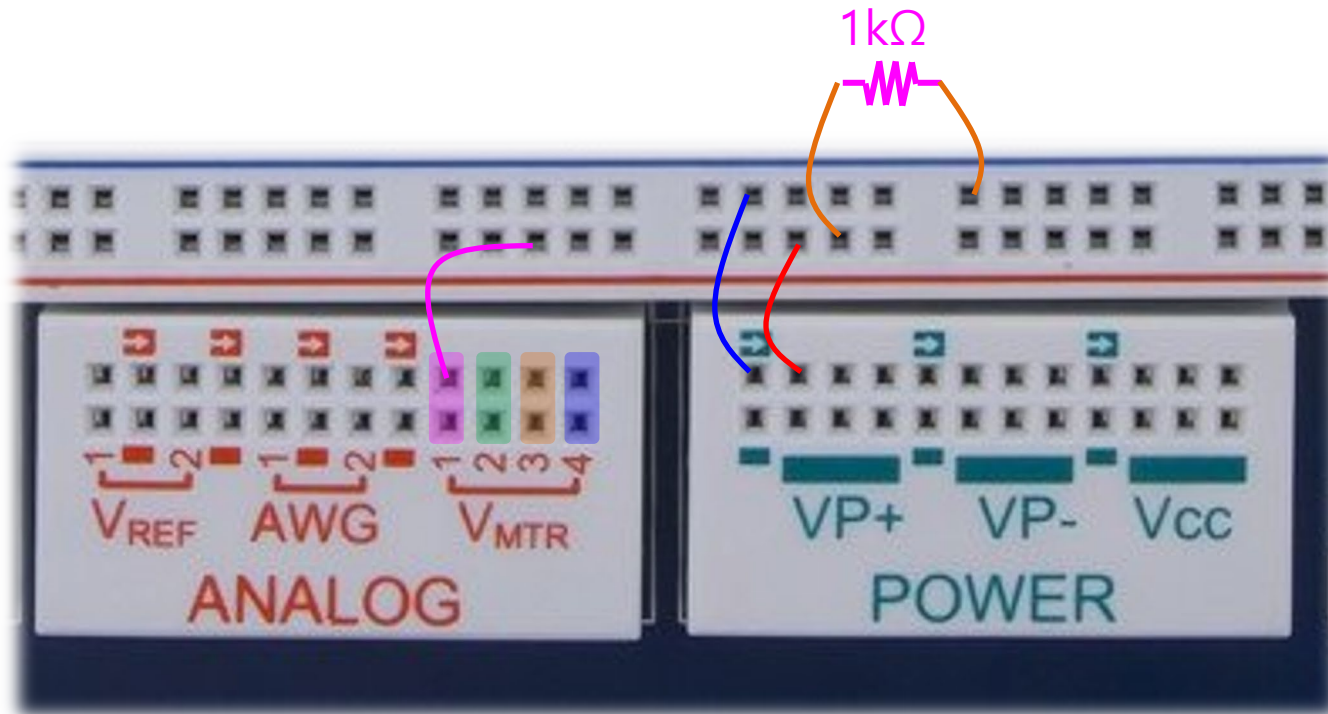 1kΩ
1 2 1 2 1 2 3 4
VREF AWG VMTR
ANALOG
VP+ VP- Vcc
POWER